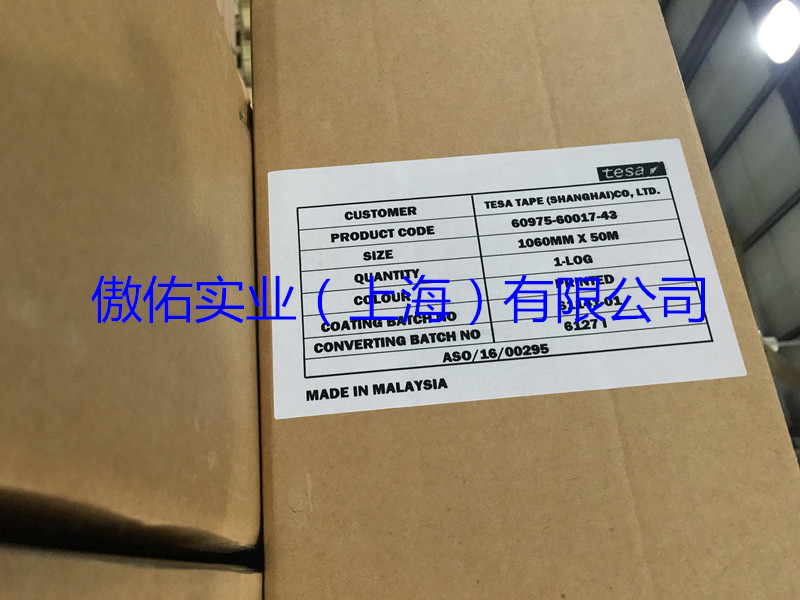 tesa
CUSTOMER TESA TAPE (SHANGHAI)CO, LTD.
PRODUCT CODE 60975-60017-43
SIZE 1060MM X 50M
QUANTITY 1-LOG
COLOUR PRINTED
傲佑实业（上海）有限公司
COATING BATCH NO
CONVERTING BATCH NO 61271
ASO/16/00295
MADE IN MALAYSIA